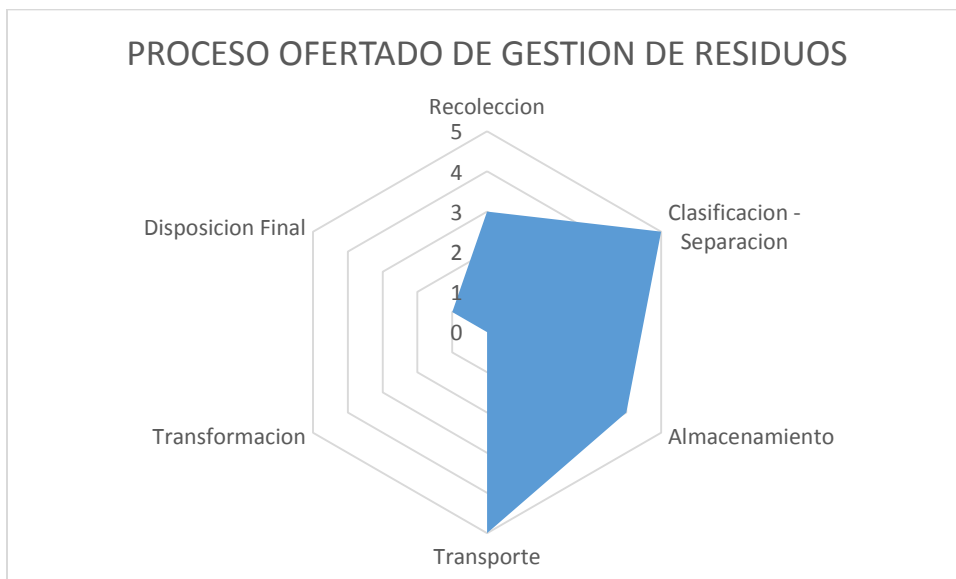 PROCESO OFERTADO DE GESTION DE RESIDUOS
Recoleccion
5
4
3
2
1
0
Clasificacion -
Separacion
Almacenamiento
Transporte
Transformacion
Disposicion Final